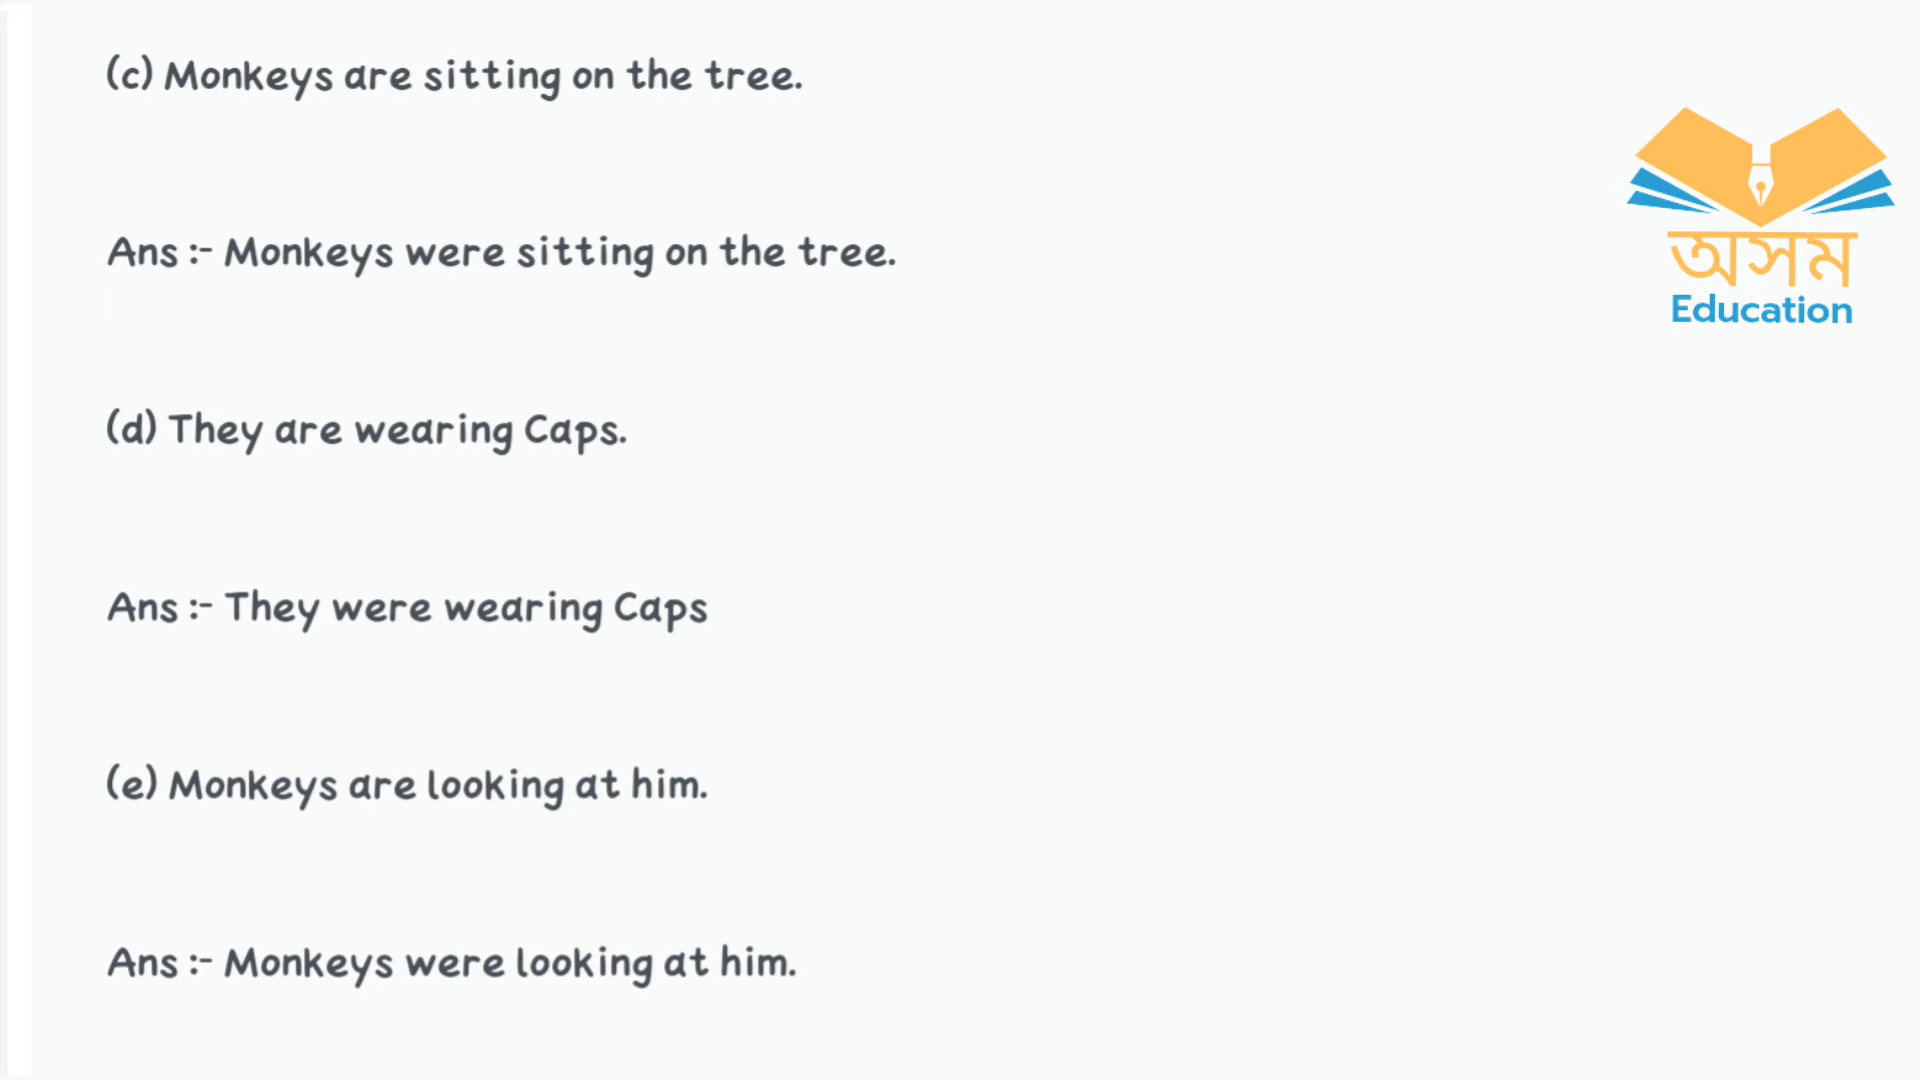 (c) Monkeys are sitting on the tree.
Ans :- Monkeys were sitting on the tree.
(d) They are wearing Caps.
Ans :- They were wearing Caps
(e) Monkeys are looking at him.
Ans :- Monkeys were looking at him.
অসম
Education